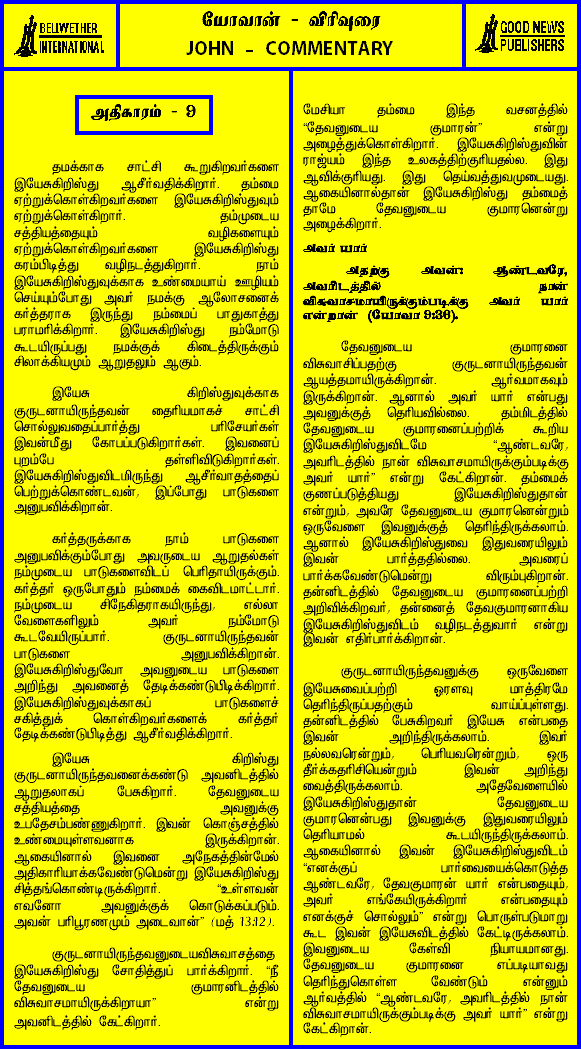 BELLWETHER
INTERNATIONAL
யோவான் - விரிவுரை
JOHN - COMMENTARY
GOOD NEWS
PUBLISHERS
அதிகாரம் - 9
தமக்காக சாட்சி கூறுகிறவர்களை
இயேசுகிறிஸ்து ஆசீர்வதிக்கிறார். தம்மை
ஏற்றுக்கொள்கிறவர்களை இயேசுகிறிஸ்துவும்
ஏற்றுக்கொள்கிறார். தம்முடைய
சத்தியத்தையும் வழிகளையும்
ஏற்றுக்கொள்கிறவர்களை இயேசுகிறிஸ்து
கரம்பிடித்து வழிநடத்துகிறார். நாம்
இயேசுகிறிஸ்துவுக்காக உண்மையாய் ஊழியம்
செய்யும்போது அவர் நமக்கு ஆலோசனைக்
கர்த்தராக இருந்து நம்மைப் பாதுகாத்து
பராமரிக்கிறார். இயேசுகிறிஸ்து நம்மோடு
கூடயிருப்பது நமக்குக் கிடைத்திருக்கும்
சிலாக்கியமும் ஆறுதலும் ஆகும்.
இயேசு கிறிஸ்துவுக்காக
குருடனாயிருந்தவன் தைரியமாகச் சாட்சி
சொல்லுவதைப்பார்த்து பரிசேயர்கள்
இவன்மீது கோபப்படுகிறார்கள். இவனைப்
புறம்பே தள்ளிவிடுகிறார்கள்.
இயேசுகிறிஸ்துவிடமிருந்து ஆசீர்வாதத்தைப்
பெற்றுக்கொண்டவன், இப்போது பாடுகளை
அனுபவிக்கிறான்.
கர்த்தருக்காக நாம் பாடுகளை
அனுபவிக்கும்போது அவருடைய ஆறுதல்கள்
நம்முடைய பாடுகளைவிடப் பெரிதாயிருக்கும்.
கர்த்தர் ஒருபோதும் நம்மைக் கைவிடமாட்டார்.
நம்முடைய சிநேகிதராகயிருந்து, எல்லா
வேளைகளிலும் அவர் நம்மோடு
கூடவேயிருப்பார். குருடனாயிருந்தவன்
பாடுகளை அனுபவிக்கிறான்.
இயேசுகிறிஸ்துவோ அவனுடைய பாடுகளை
அறிந்து அவனைத் தேடிக்கண்டுபிடிக்கிறார்.
இயேசுகிறிஸ்துவுக்காகப் பாடுகளைச்
சகித்துக் கொள்கிறவர்களைக் கர்த்தர்
தேடிக்கண்டுபிடித்து ஆசீர்வதிக்கிறார்.
இயேசு கிறிஸ்து
குருடனாயிருந்தவனைக்கண்டு அவனிடத்தில்
ஆறுதலாகப் பேசுகிறார். தேவனுடைய
சத்தியத்தை அவனுக்கு
உபதேசம்பண்ணுகிறார். இவன் கொஞ்சத்தில்
உண்மையுள்ளவனாக இருக்கிறான்.
ஆகையினால் இவனை அநேகத்தின்மேல்
அதிகாரியாக்கவேண்டுமென்று இயேசுகிறிஸ்து
சித்தங்கொண்டிருக்கிறார். “உள்ளவன்
எவனோ அவனுக்குக் கொடுக்கப்படும்.
அவன் பரிபூரணமும் அடைவான்” (மத் 13:12).
குருடனாயிருந்தவனுடையவிசுவாசத்தை
இயேசுகிறிஸ்து சோதித்துப் பார்க்கிறார். “நீ
தேவனுடைய குமாரனிடத்தில்
விசுவாசமாயிருக்கிறாயா” என்று
அவனிடத்தில் கேட்கிறார்.
மேசியா தம்மை இந்த வசனத்தில்
“தேவனுடைய குமாரன்” என்று
அழைத்துக்கொள்கிறார். இயேசுகிறிஸ்துவின்
ராஜ்யம் இந்த உலகத்திற்குரியதல்ல. இது
ஆவிக்குரியது. இது தெய்வத்துவமுடையது.
ஆகையினால்தான் இயேசுகிறிஸ்து தம்மைத்
தாமே தேவனுடைய குமாரனென்று
அழைக்கிறார்.
அவர் யார்
அதற்கு அவன்: ஆண்டவரே,
அவரிடத்தில் நான்
விசுவாசமாயிருக்கும்படிக்கு அவர் யார்
என்றான் (யோவா 9:36).
தேவனுடைய குமாரனை
விசுவாசிப்பதற்கு குருடனாயிருந்தவன்
ஆயத்தமாயிருக்கிறான். ஆர்வமாகவும்
இருக்கிறான். ஆனால் அவர் யார் என்பது
அவனுக்குத் தெரியவில்லை. தம்மிடத்தில்
தேவனுடைய குமாரனைப்பற்றிக் கூறிய
இயேசுகிறிஸ்துவிடமே “ஆண்டவரே,
அவரிடத்தில் நான் விசுவாசமாயிருக்கும்படிக்கு
அவர் யார்” என்று கேட்கிறான். தம்மைக்
குணப்படுத்தியது இயேசுகிறிஸ்துதான்
என்றும், அவரே தேவனுடைய குமாரனென்றும்
ஒருவேளை இவனுக்குத் தெரிந்திருக்கலாம்.
ஆனால் இயேசுகிறிஸ்துவை இதுவரையிலும்
இவன் பார்த்ததில்லை. அவரைப்
பார்க்கவேண்டுமென்று விரும்புகிறான்.
தன்னிடத்தில் தேவனுடைய குமாரனைப்பற்றி
அறிவிக்கிறவர், தன்னைத் தேவகுமாரனாகிய
இயேசுகிறிஸ்துவிடம் வழிநடத்துவார் என்று
இவன் எதிர்பார்க்கிறான்.
குருடனாயிருந்தவனுக்கு ஒருவேளை
இயேசுவைப்பற்றி ஓரளவு மாத்திரமே
தெரிந்திருப்பதற்கும் வாய்ப்புள்ளது.
தன்னிடத்தில் பேசுகிறவர் இயேசு என்பதை
இவன் அறிந்திருக்கலாம். இவர்
நல்லவரென்றும், பெரியவரென்றும், ஒரு
தீர்க்கதரிசியென்றும் இவன் அறிந்து
வைத்திருக்கலாம். அதேவேளையில்
இயேசுகிறிஸ்துதான் தேவனுடைய
குமாரனென்பது இவனுக்கு இதுவரையிலும்
தெரியாமல் கூடயிருந்திருக்கலாம்.
ஆகையினால் இவன் இயேசுகிறிஸ்துவிடம்
“எனக்குப் பார்வையைக்கொடுத்த
ஆண்டவரே, தேவகுமாரன் யார் என்பதையும்,
அவர் எங்கேயிருக்கிறார் என்பதையும்
எனக்குச் சொல்லும்” என்று பொருள்படுமாறு
கூட இவன் இயேசுவிடத்தில் கேட்டிருக்கலாம்.
இவனுடைய கேள்வி நியாயமானது.
தேவனுடைய குமாரனை எப்படியாவது
தெரிந்துகொள்ள வேண்டும் என்னும்
ஆர்வத்தில் “ஆண்டவரே, அவரிடத்தில் நான்
விசுவாசமாயிருக்கும்படிக்கு அவர் யார்” என்று
கேட்கிறான்.